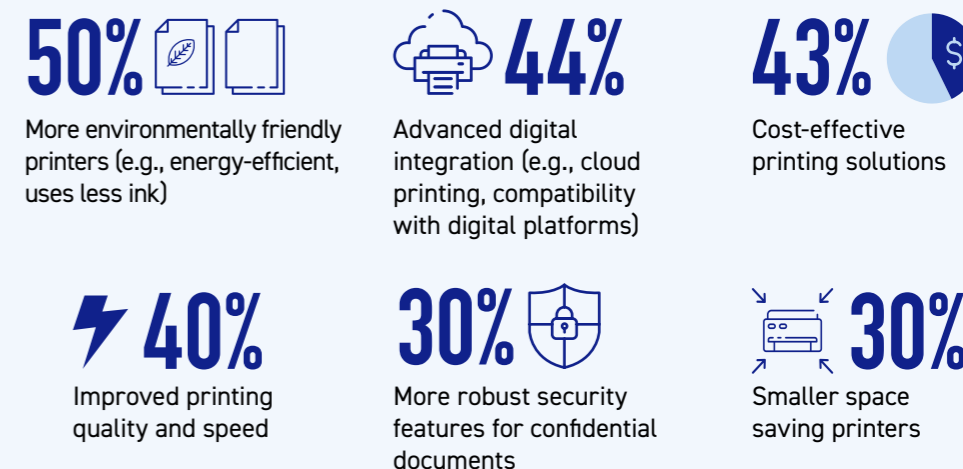 50%
More environmentally friendly
printers (e.g., energy-efficient,
uses less ink)
44%
Advanced digital
integration (e.g., cloud
printing, compatibility
with digital platforms)
43%
$
Cost-effective
printing solutions
40%
Improved printing
quality and speed
30%
More robust security
features for confidential
documents
30%
Smaller space
saving printers